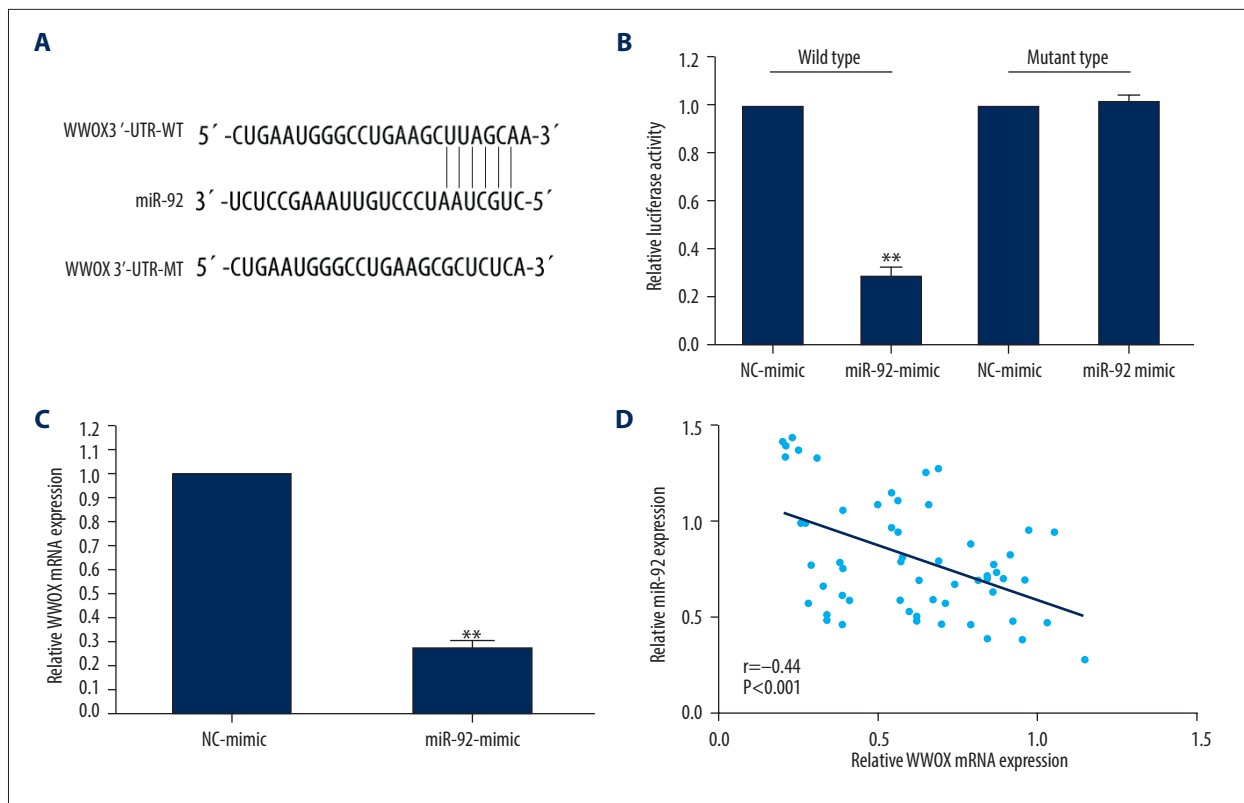 A
WWOX3 ′-UTR-WT 5´ -CUGAAUGGGCCUGAAGCUUAGCAA-3´
miR-92 3´ -UCUCCGAAAUUGUCCCUAAUCGUC-5´
WWOX 3′-UTR-MT 5´ -CUGAAUGGGCCUGAAGCGCUCUCA-3´
B
Relative luciferase activity
1.2
1.0
0.8
0.6
0.4
0.2
0.0
Wild type
Mutant type
**
NC-mimic
miR-92-mimic
NC-mimic
miR-92 mimic
C
Relative WWOX mRNA expression
1.2
1.1
1.0
0.9
0.8
0.7
0.6
0.5
0.4
0.3
0.2
0.1
0.0
**
NC-mimic
miR-92-mimic
D
Relative miR-92 expression
1.5
1.0
0.5
0.0
r=−0.44
P<0.001
0.0
0.5
1.0
1.5
Relative WWOX mRNA expression